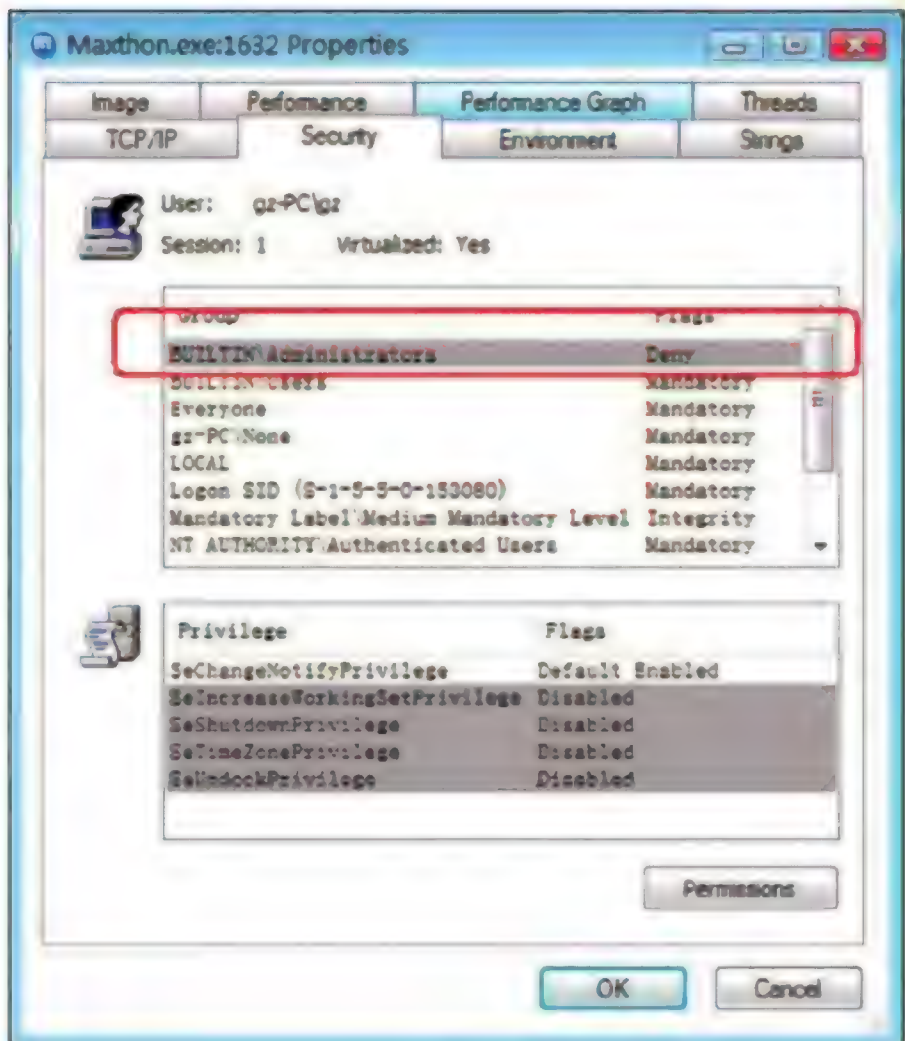 Maxthon.exe:1632 Properties
Image Performance Performance Graph Threads
TCP/IP Security Environment Strings
User: gz-PC\gz
Session: 1 Virtualized: Yes
Group Flags
BUILTIN\Administrators Deny
BUILTIN\Users Mandatory
Everyone Mandatory
gz-PC\None Mandatory
LOCAL Mandatory
Logon SID (S-1-5-5-0-153080) Mandatory
Mandatory Label\Medium Mandatory Level Integrity
NT AUTHORITY\Authenticated Users Mandatory
Privilege Flags
SeChangeNotifyPrivilege Default Enabled
SeIncreaseWorkingSetPrivilege Disabled
SeShutdownPrivilege Disabled
SeTimeZonePrivilege Disabled
SeUndockPrivilege Disabled
Permissions
OK Cancel